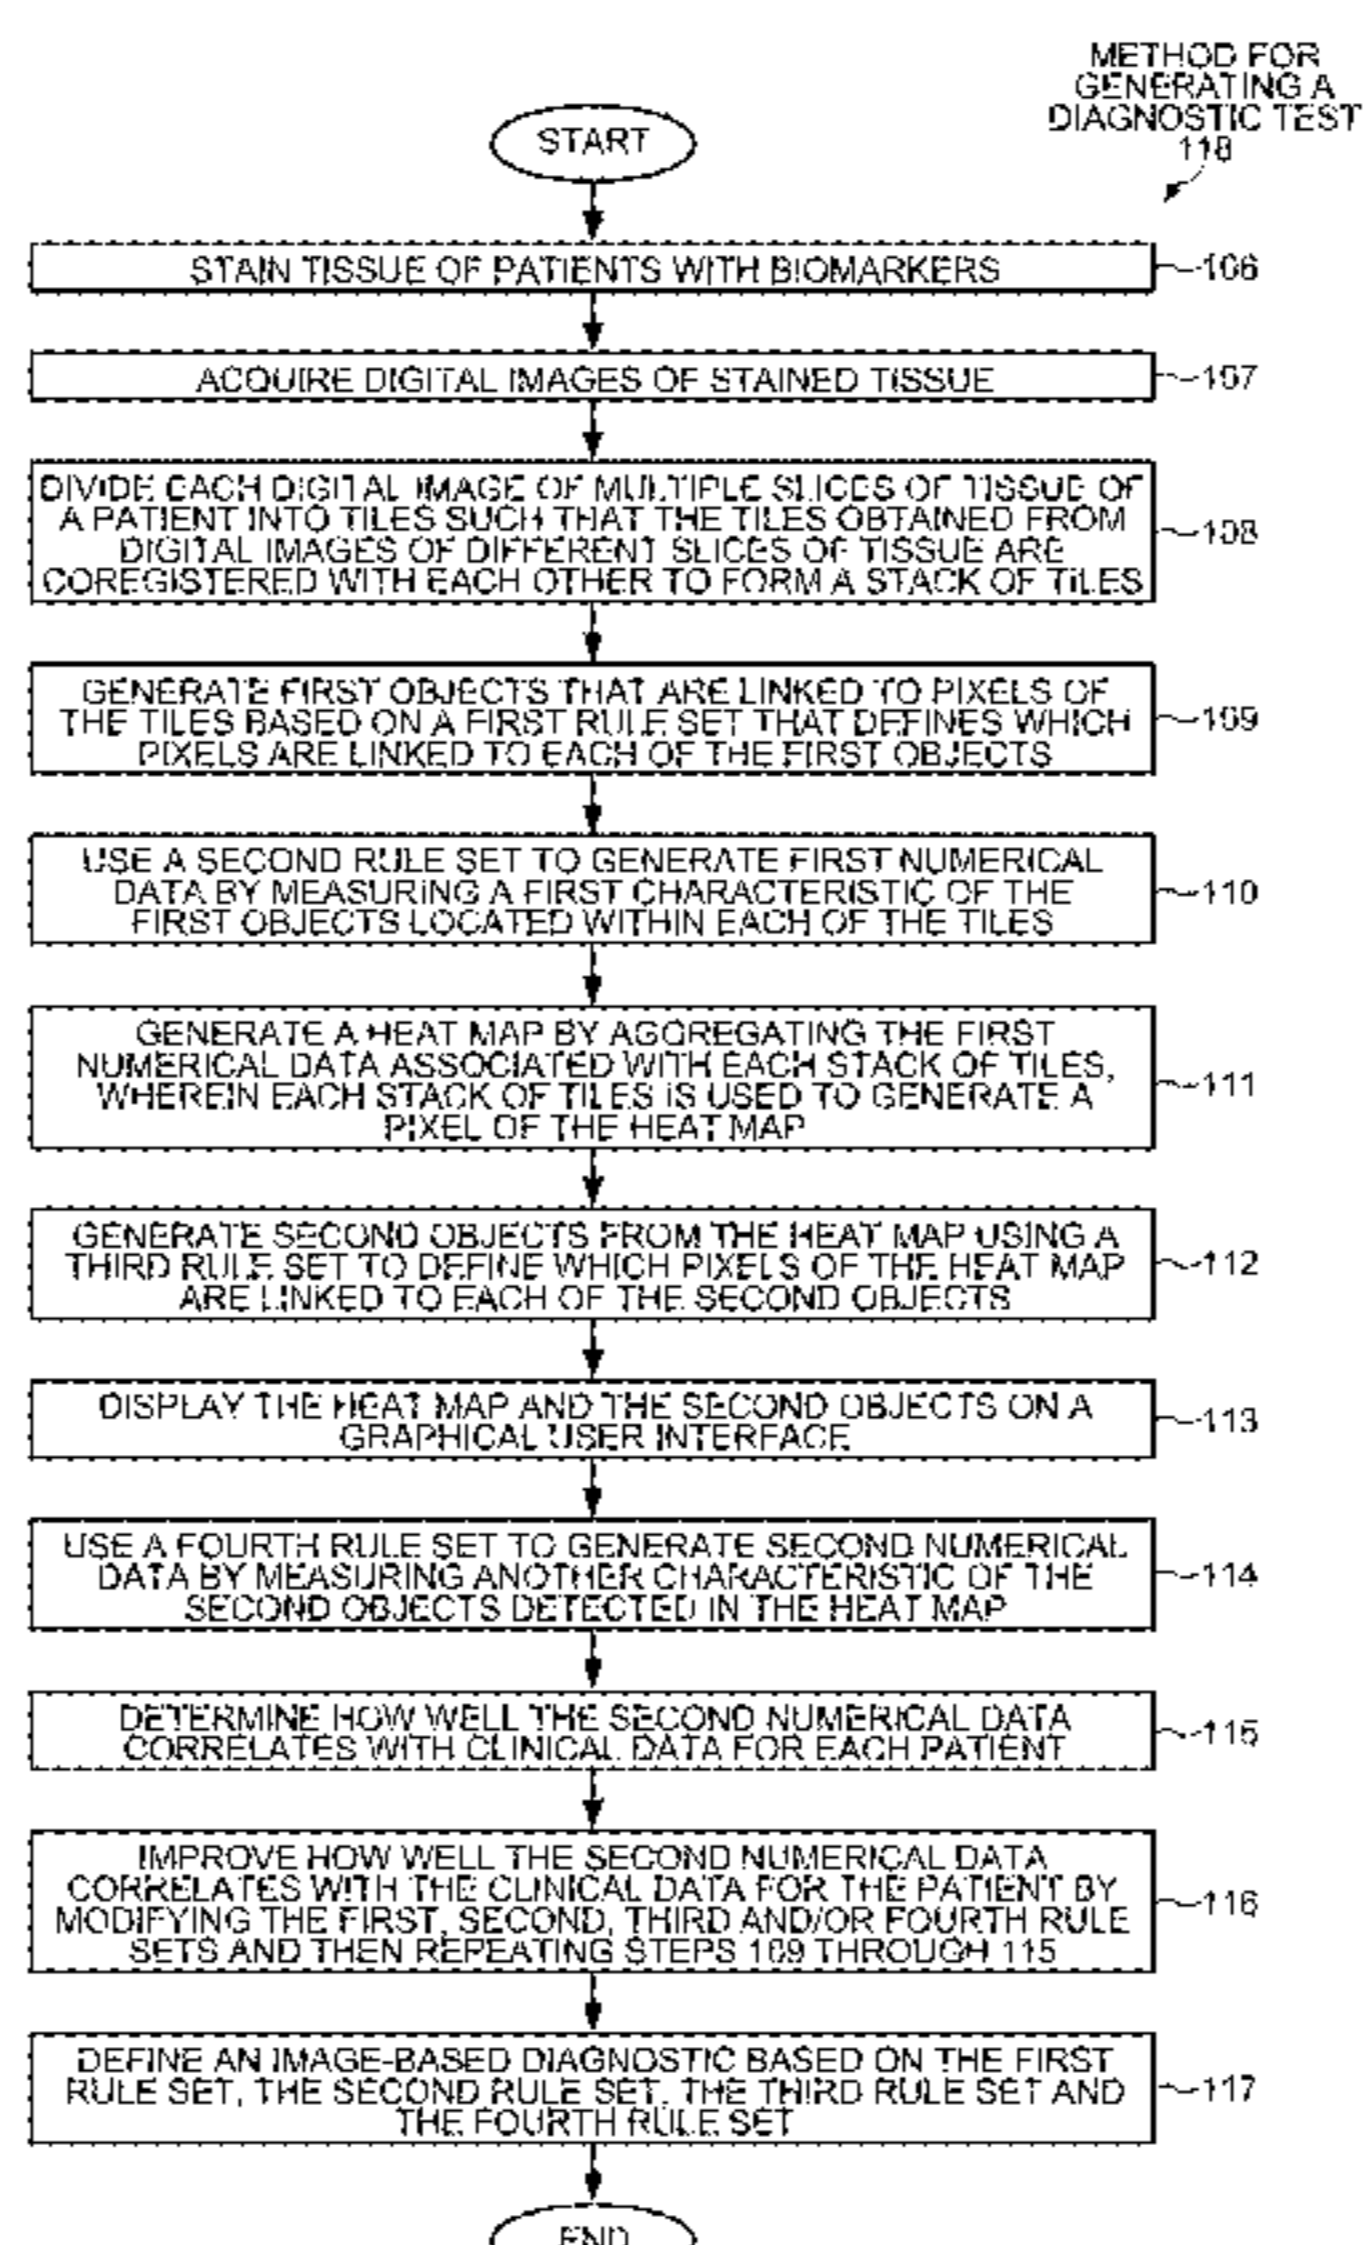 METHOD FOR
GENERATING A
DIAGNOSTIC TEST
118
START
STAIN TISSUE OF PATIENTS WITH BIOMARKERS
106
ACQUIRE DIGITAL IMAGES OF STAINED TISSUE
107
DIVIDE EACH DIGITAL IMAGE OF MULTIPLE SLICES OF TISSUE OF
A PATIENT INTO TILES SUCH THAT THE TILES OBTAINED FROM
DIGITAL IMAGES OF DIFFERENT SLICES OF TISSUE ARE
COREGISTERED WITH EACH OTHER TO FORM A STACK OF TILES
108
GENERATE FIRST OBJECTS THAT ARE LINKED TO PIXELS OF
THE TILES BASED ON A FIRST RULE SET THAT DEFINES WHICH
PIXELS ARE LINKED TO EACH OF THE FIRST OBJECTS
109
USE A SECOND RULE SET TO GENERATE FIRST NUMERICAL
DATA BY MEASURING A FIRST CHARACTERISTIC OF THE
FIRST OBJECTS LOCATED WITHIN EACH OF THE TILES
110
GENERATE A HEAT MAP BY AGGREGATING THE FIRST
NUMERICAL DATA ASSOCIATED WITH EACH STACK OF TILES,
WHEREIN EACH STACK OF TILES IS USED TO GENERATE A
PIXEL OF THE HEAT MAP
111
GENERATE SECOND OBJECTS FROM THE HEAT MAP USING A
THIRD RULE SET TO DEFINE WHICH PIXELS OF THE HEAT MAP
ARE LINKED TO EACH OF THE SECOND OBJECTS
112
DISPLAY THE HEAT MAP AND THE SECOND OBJECTS ON A
GRAPHICAL USER INTERFACE
113
USE A FOURTH RULE SET TO GENERATE SECOND NUMERICAL
DATA BY MEASURING ANOTHER CHARACTERISTIC OF THE
SECOND OBJECTS DETECTED IN THE HEAT MAP
114
DETERMINE HOW WELL THE SECOND NUMERICAL DATA
CORRELATES WITH CLINICAL DATA FOR EACH PATIENT
115
IMPROVE HOW WELL THE SECOND NUMERICAL DATA
CORRELATES WITH THE CLINICAL DATA FOR THE PATIENT BY
MODIFYING THE FIRST, SECOND, THIRD AND/OR FOURTH RULE
SETS AND THEN REPEATING STEPS 109 THROUGH 115
116
DEFINE AN IMAGE-BASED DIAGNOSTIC BASED ON THE FIRST
RULE SET, THE SECOND RULE SET, THE THIRD RULE SET AND
THE FOURTH RULE SET
117
END